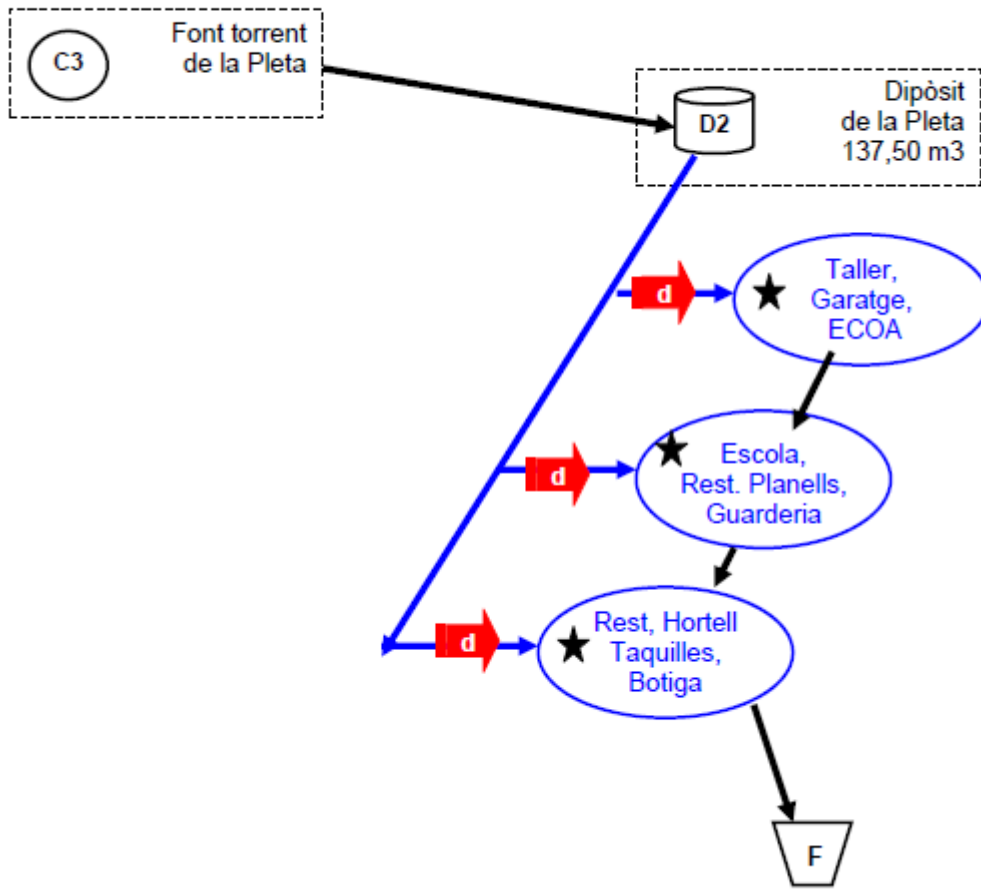 C3
Font torrent
de la Pleta
D2
Dipòsit
de la Pleta
137,50 m3
d
Taller,
Garatge,
ECOA
d
Escola,
Rest. Planells,
Guarderia
d
Rest, Hortell
Taquilles,
Botiga
F